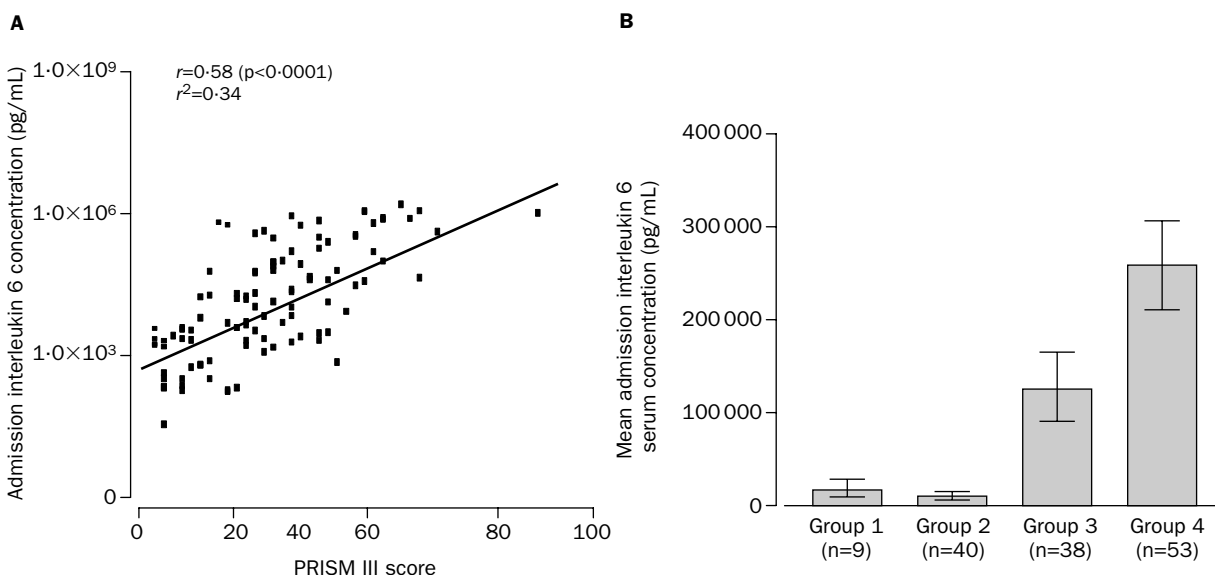 A
Admission interleukin 6 concentration (pg/mL)
1·0×10⁹
1·0×10⁶
1·0×10³
0
r=0·58 (p<0·0001)
r²=0·34
0 20 40 60 80 100
PRISM III score
B
Mean admission interleukin 6
serum concentration (pg/mL)
400 000
300 000
200 000
100 000
0
Group 1 Group 2 Group 3 Group 4
(n=9) (n=40) (n=38) (n=53)